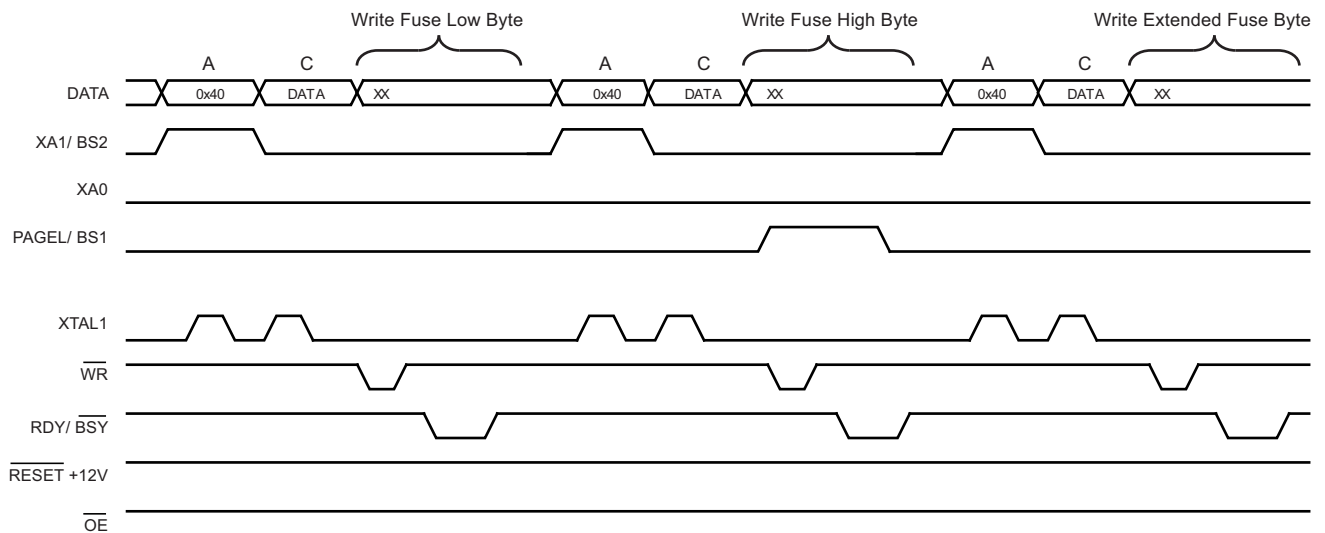 Write Fuse Low Byte Write Fuse High Byte Write Extended Fuse Byte
A C A C A C
DATA 0x40 DATA XX 0x40 DATA XX 0x40 DATA XX
XA1/ BS2
XA0
PAGEL/ BS1
XTAL1
WR
RDY/ BSY
RESET +12V
OE